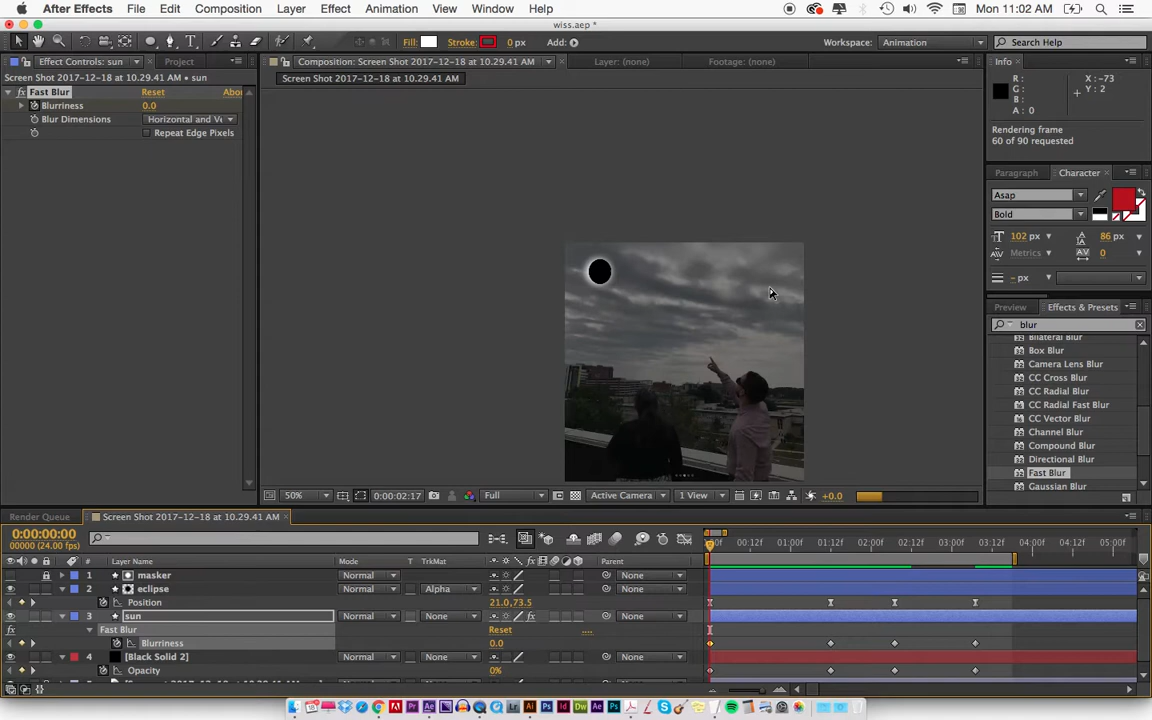 After Effects File Edit Composition Layer Effect Animation View Window Help Mon 11:02 AM
wiss.aep *
Fill: Stroke: 0 px Add: Workspace: Animation Search Help
Effect Controls: sun Project Composition: Screen Shot 2017-12-18 at 10.29.41 AM Layer: (none) Footage: (none) Info
Screen Shot 2017-12-18 at 10.29.41 AM • sun Screen Shot 2017-12-18 at 10.29.41 AM
R: X: -73
G: Y: 2
B:
A: 0
Fast Blur Reset Abo
Blurriness 0.0
Blur Dimensions Horizontal and Ve
Repeat Edge Pixels
Rendering frame
60 of 90 requested
Paragraph Character
Asap
Bold
102 px 86 px
Metrics 0
- px
Preview Effects & Presets
blur
Bilateral Blur
Box Blur
Camera Lens Blur
CC Cross Blur
CC Radial Blur
CC Radial Fast Blur
CC Vector Blur
Channel Blur
Compound Blur
Directional Blur
Fast Blur
Gaussian Blur
50% 0:00:02:17 Full Active Camera 1 View +0.0
Render Queue Screen Shot 2017-12-18 at 10.29.41 AM
0:00:00:00
00000 (24.00 fps)
00f 00:12f 01:00f 01:12f 02:00f 02:12f 03:00f 03:12f 04:00f 04:12f 05:00f
# Layer Name Mode T TrkMat Parent
1 masker Normal None
2 eclipse Normal Alpha None
Position 21.0,73.5
3 sun Normal None None
Fast Blur Reset ....
Blurriness 0.0
4 [Black Solid 2] Normal None None
Opacity 0%